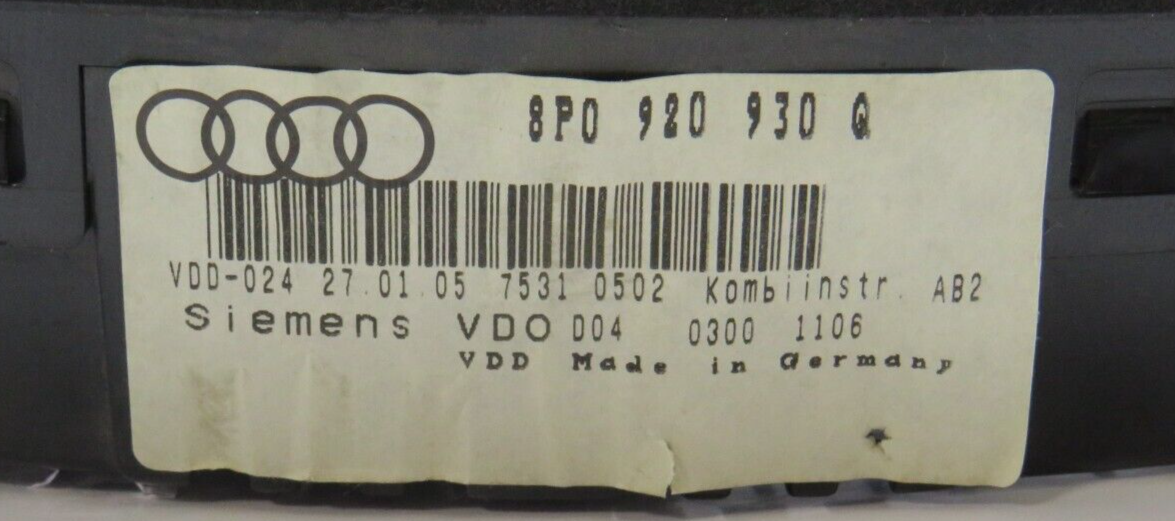 8P0 920 930 Q
VDD-024 27.01.05 7531 0502 Kombiinstr. AB2
Siemens VDO D04 0300 1106
VDD Made in Germany